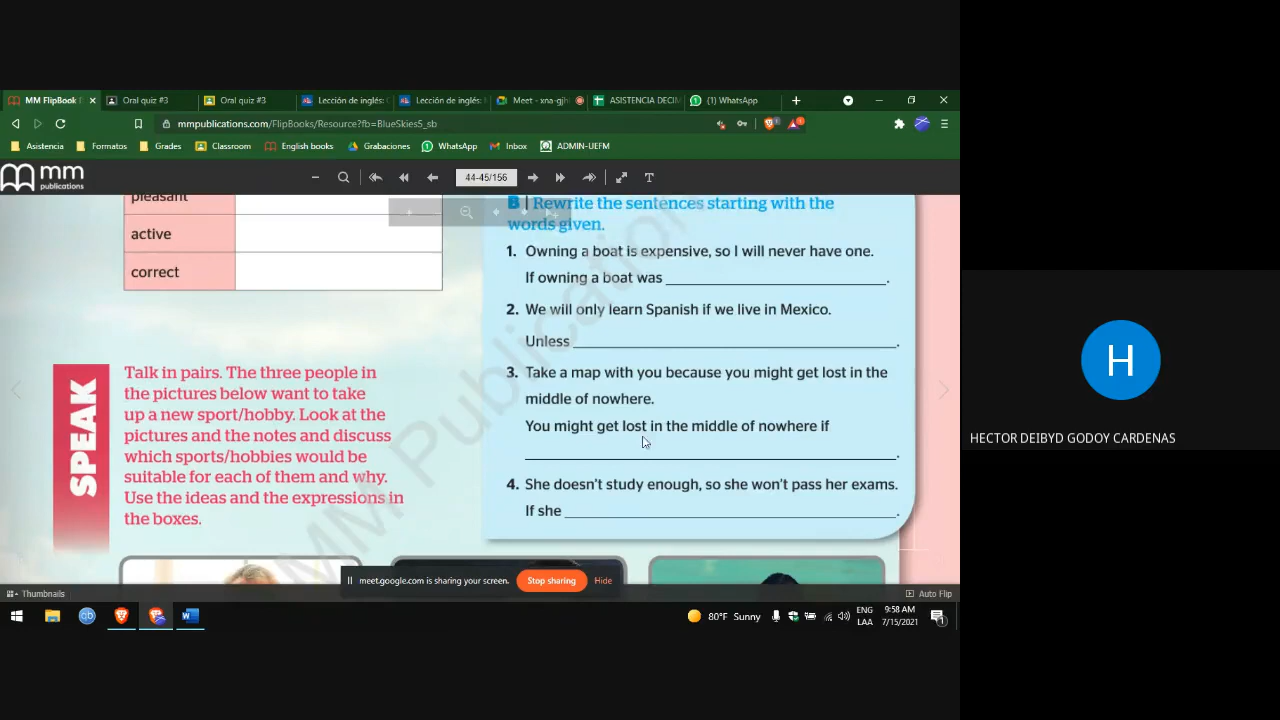 MM FlipBook
Oral quiz #3
Oral quiz #3
Lección de inglés:
Lección de inglés:
Meet - xna-gjh
ASISTENCIA DECIM
(1) WhatsApp
mmpublications.com/FlipBooks/Resource?fb=BlueSkies5_sb
Asistencia
Formatos
Grades
Classroom
English books
Grabaciones
WhatsApp
Inbox
ADMIN-UEFM
mm
publications
44-45/156
pleasant
active
correct
B | Rewrite the sentences starting with the
words given.
1. Owning a boat is expensive, so I will never have one.
If owning a boat was ______.
2. We will only learn Spanish if we live in Mexico.
Unless ______.
3. Take a map with you because you might get lost in the
middle of nowhere.
You might get lost in the middle of nowhere if
______.
4. She doesn't study enough, so she won't pass her exams.
If she ______.
SPEAK
Talk in pairs. The three people in
the pictures below want to take
up a new sport/hobby. Look at the
pictures and the notes and discuss
which sports/hobbies would be
suitable for each of them and why.
Use the ideas and the expressions in
the boxes.
MM Publications
meet.google.com is sharing your screen.
Stop sharing
Hide
Thumbnails
Auto Flip
80°F Sunny
ENG
LAA
9:58 AM
7/15/2021
H
HECTOR DEIBYD GODOY CARDENAS